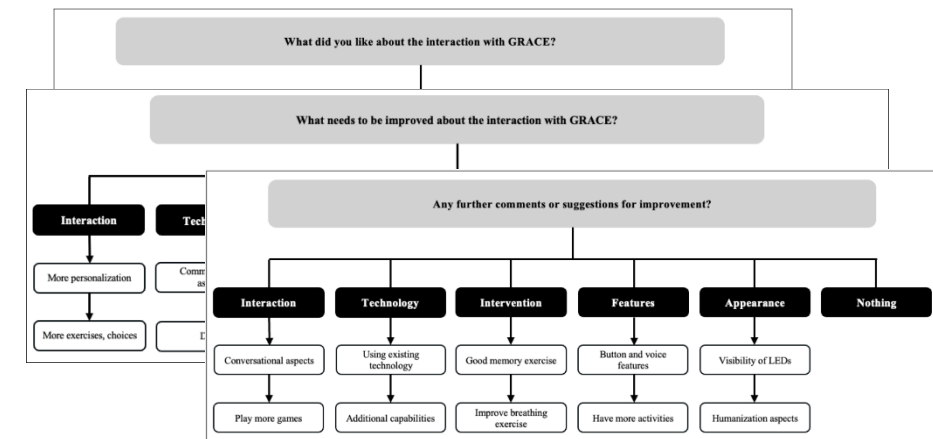 What did you like about the interaction with GRACE?
What needs to be improved about the interaction with GRACE?
Any further comments or suggestions for improvement?
Interaction
More personalization
More exercises, choices
Interaction
Technology
Intervention
Features
Appearance
Nothing
Conversational aspects
Using existing
technology
Good memory exercise
Button and voice
features
Visibility of LEDs
Play more games
Additional capabilities
Improve breathing
exercise
Have more activities
Humanization aspects